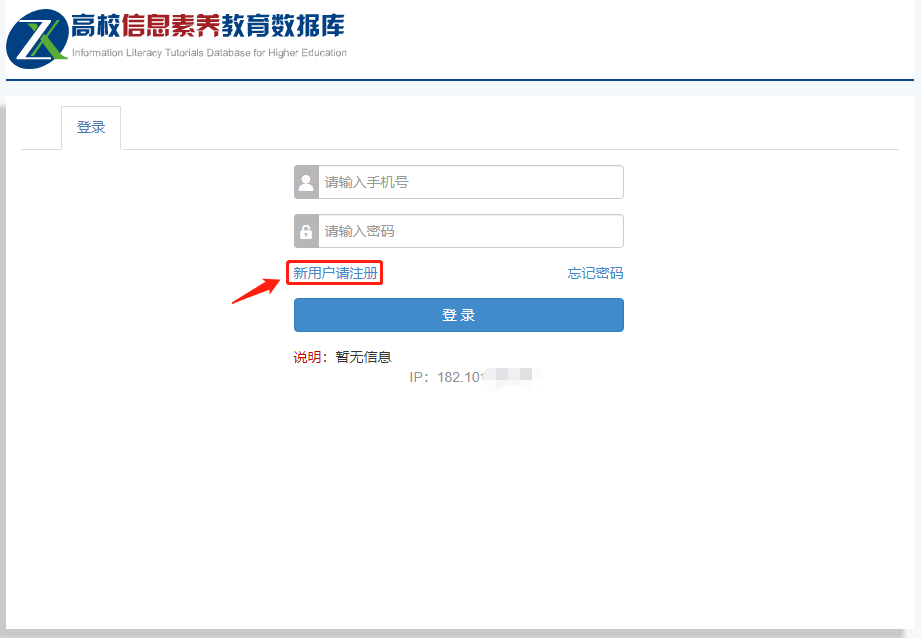 高校信息素养教育数据库
Information Literacy Tutorials Database for Higher Education
登录
请输入手机号
请输入密码
新用户请注册 忘记密码
登 录
说明：暂无信息
IP：182.10